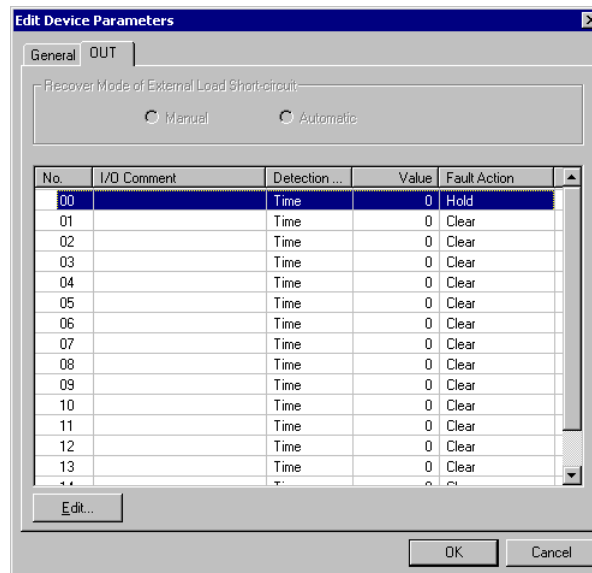 Edit Device Parameters
General OUT
Recover Mode of External Load Short-circuit
Manual Automatic
No. I/O Comment Detection ... Value Fault Action
00 Time 0 Hold
01 Time 0 Clear
02 Time 0 Clear
03 Time 0 Clear
04 Time 0 Clear
05 Time 0 Clear
06 Time 0 Clear
07 Time 0 Clear
08 Time 0 Clear
09 Time 0 Clear
10 Time 0 Clear
11 Time 0 Clear
12 Time 0 Clear
13 Time 0 Clear
Edit...
OK Cancel